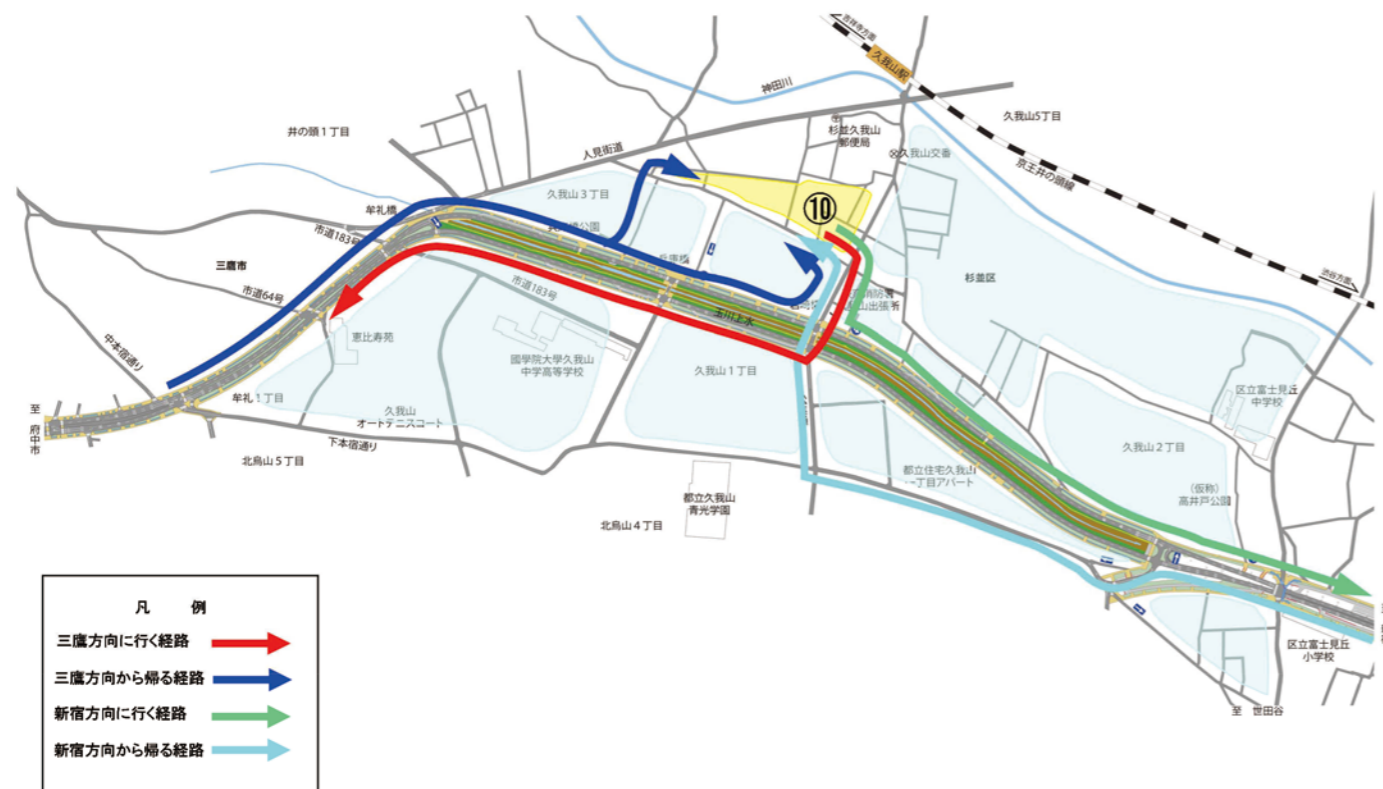 吉祥寺方面
久我山駅
神田川
久我山5丁目
井の頭1丁目
杉並久我山
郵便局
人見街道
久我山交番
京王井の頭線
久我山3丁目
牟礼橋
⑩
市道183号
三鷹市
杉並区
渋谷方面
市道64号
市道183号
玉川上水
中本宿通り
恵比寿苑
國學院大學久我山
中学高等学校
久我山1丁目
区立富士見丘
中学校
牟礼1丁目
久我山
オートテニスコート
至 府中市
下本宿通り
久我山2丁目
北烏山5丁目
都立住宅久我山
一丁目アパート
(仮称)
高井戸公園
都立久我山
青光学園
北烏山4丁目
区立富士見丘
小学校
至 世田谷
凡 例
三鷹方向に行く経路
三鷹方向から帰る経路
新宿方向に行く経路
新宿方向から帰る経路